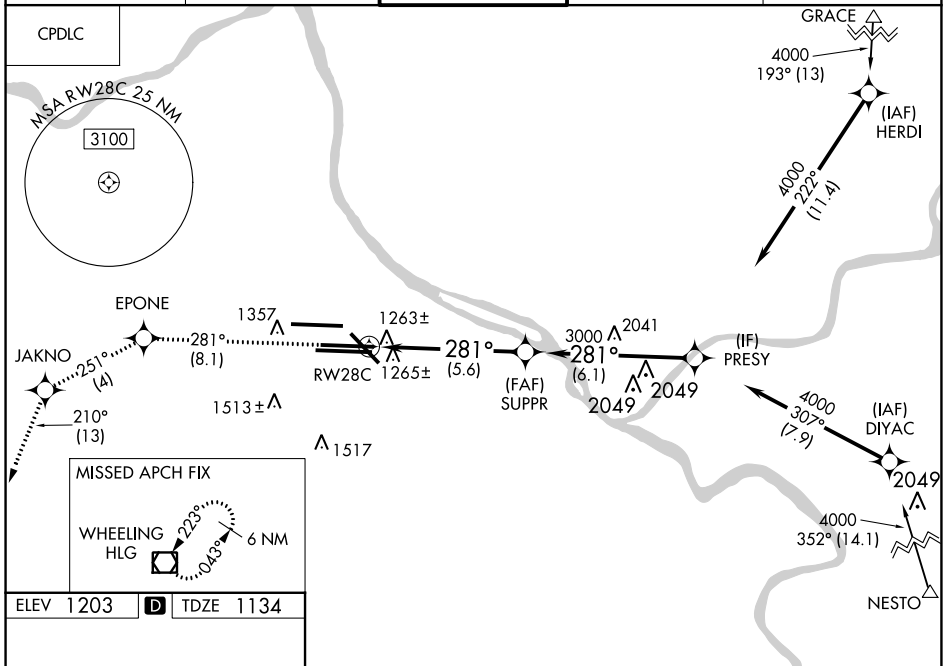 CPDLC
MSA RW28C 25 NM
3100
GRACE
4000
193° (13)
(IAF)
HERDI
4000
222°
(11.4)
EPONE
1357
1263±
3000
2041
(IF)
PRESY
JAKNO
281°
(8.1)
281°
(5.6)
281°
(6.1)
251°
(4)
RW28C
1265±
(FAF)
SUPPR
2049
2049
210°
(13)
1513±
1517
4000
307°
(7.9)
(IAF)
DIYAC
2049
4000
352° (14.1)
NESTO
MISSED APCH FIX
WHEELING
HLG
223°
043°
6 NM
ELEV 1203 D TDZE 1134